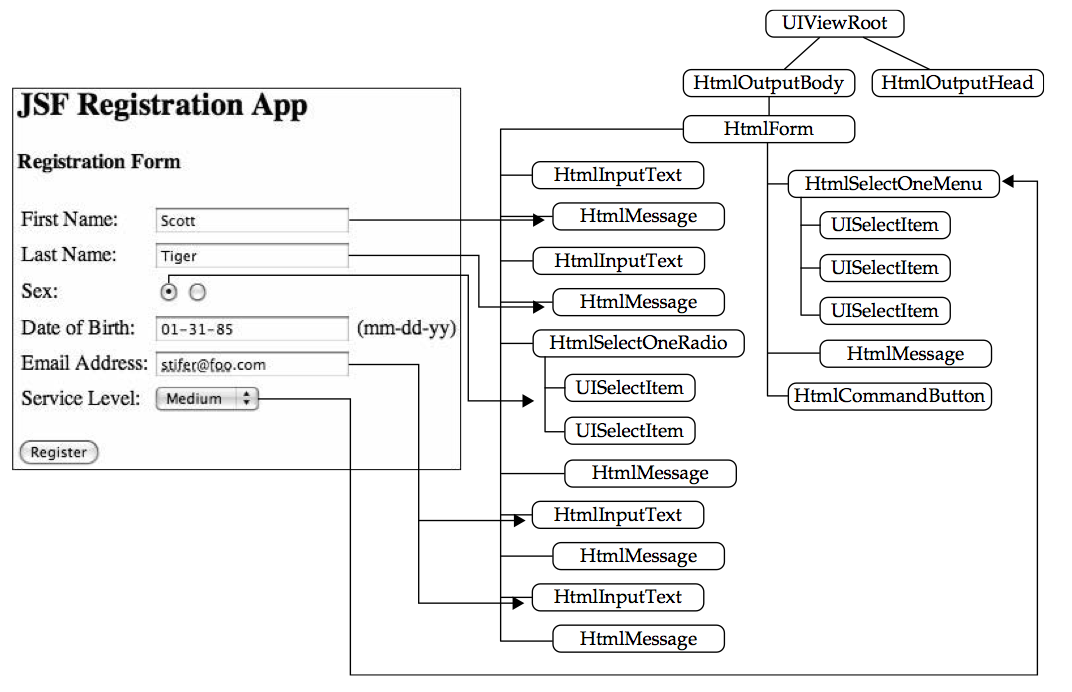 UIViewRoot
HtmlOutputBody
HtmlOutputHead
HtmlForm
JSF Registration App
Registration Form
First Name: Scott
Last Name: Tiger
Sex:
Date of Birth: 01-31-85 (mm-dd-yy)
Email Address: stifer@foo.com
Service Level: Medium
Register
HtmlInputText
HtmlMessage
HtmlInputText
HtmlMessage
HtmlSelectOneRadio
UISelectItem
UISelectItem
HtmlMessage
HtmlInputText
HtmlMessage
HtmlInputText
HtmlMessage
HtmlSelectOneMenu
UISelectItem
UISelectItem
UISelectItem
HtmlMessage
HtmlCommandButton